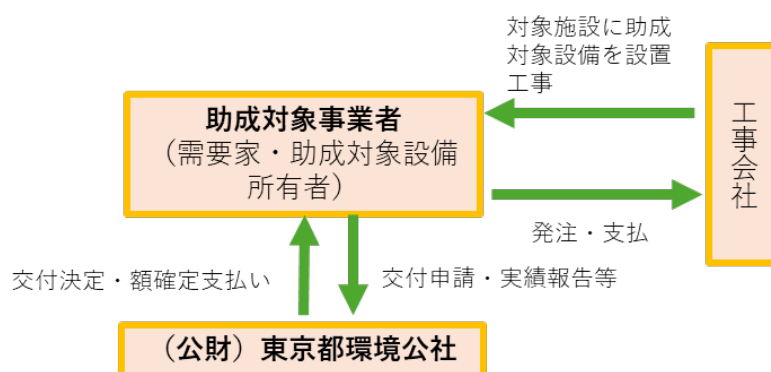 対象施設に助成
対象設備を設置
工事
助成対象事業者
（需要家・助成対象設備
所有者）
工事会社
発注・支払
交付決定・額確定支払い
交付申請・実績報告等
（公財）東京都環境公社